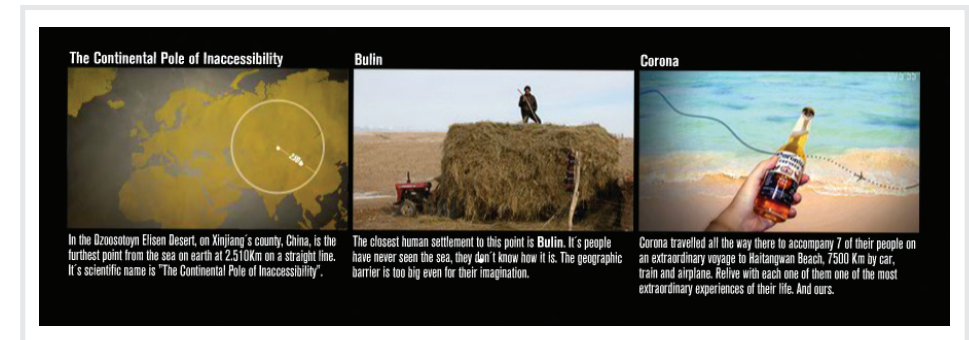 The Continental Pole of Inaccessibility
In the Dzoosotoyn Elisen Desert, on Xinjiang´s county, China, is the
furthest point from the sea on earth at 2.510Km on a straight line.
It´s scientific name is "The Continental Pole of Inaccessibility".
Bulin
The closest human settlement to this point is Bulin. It´s people
have never seen the sea, they don´t know how it is. The geographic
barrier is too big even for their imagination.
Corona
Corona travelled all the way there to accompany 7 of their people on
an extraordinary voyage to Haitangwan Beach, 7500 Km by car,
train and airplane. Relive with each one of them one of the most
extraordinary experiences of their life. And ours.